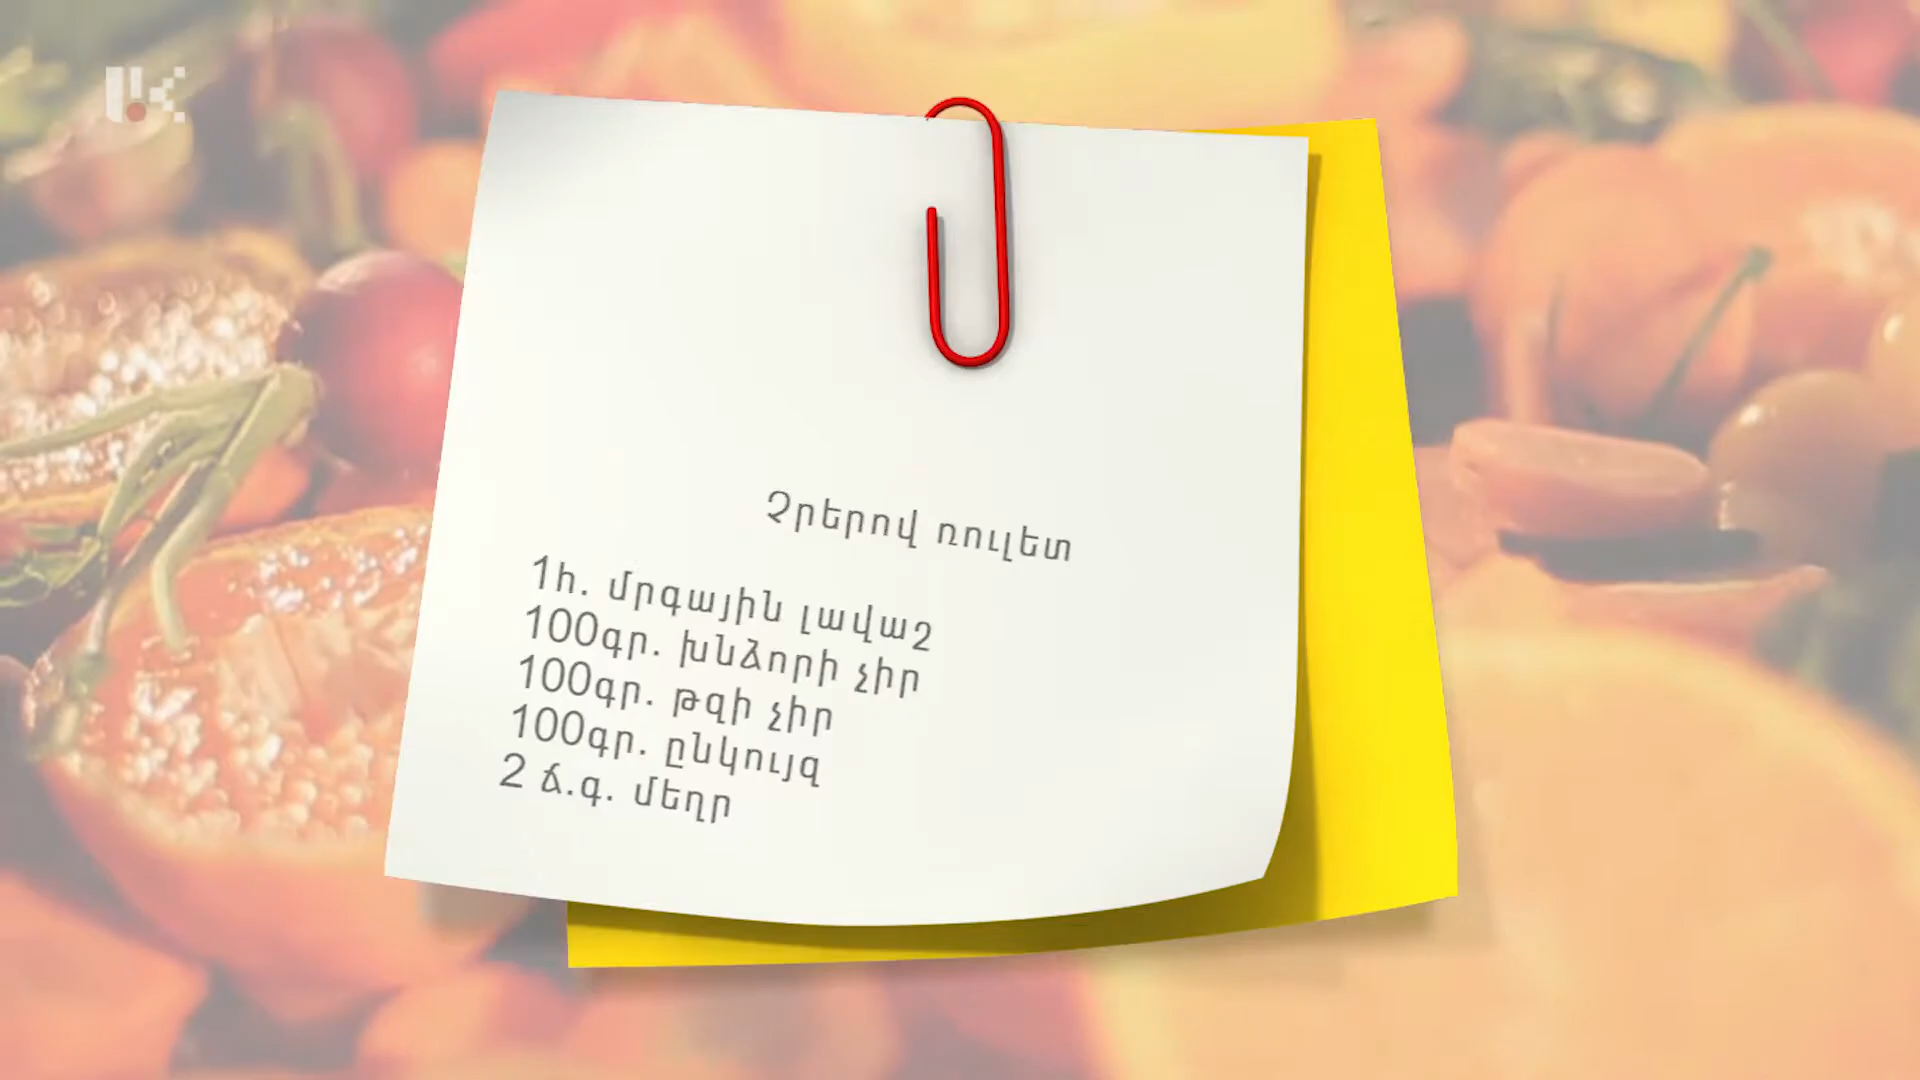 Չրերով ռուլետ
1հ. մրգային լավաշ
100գր. խնձորի չիր
100գր. թզի չիր
100գր. ընկույզ
2 ճ.գ. մեղր